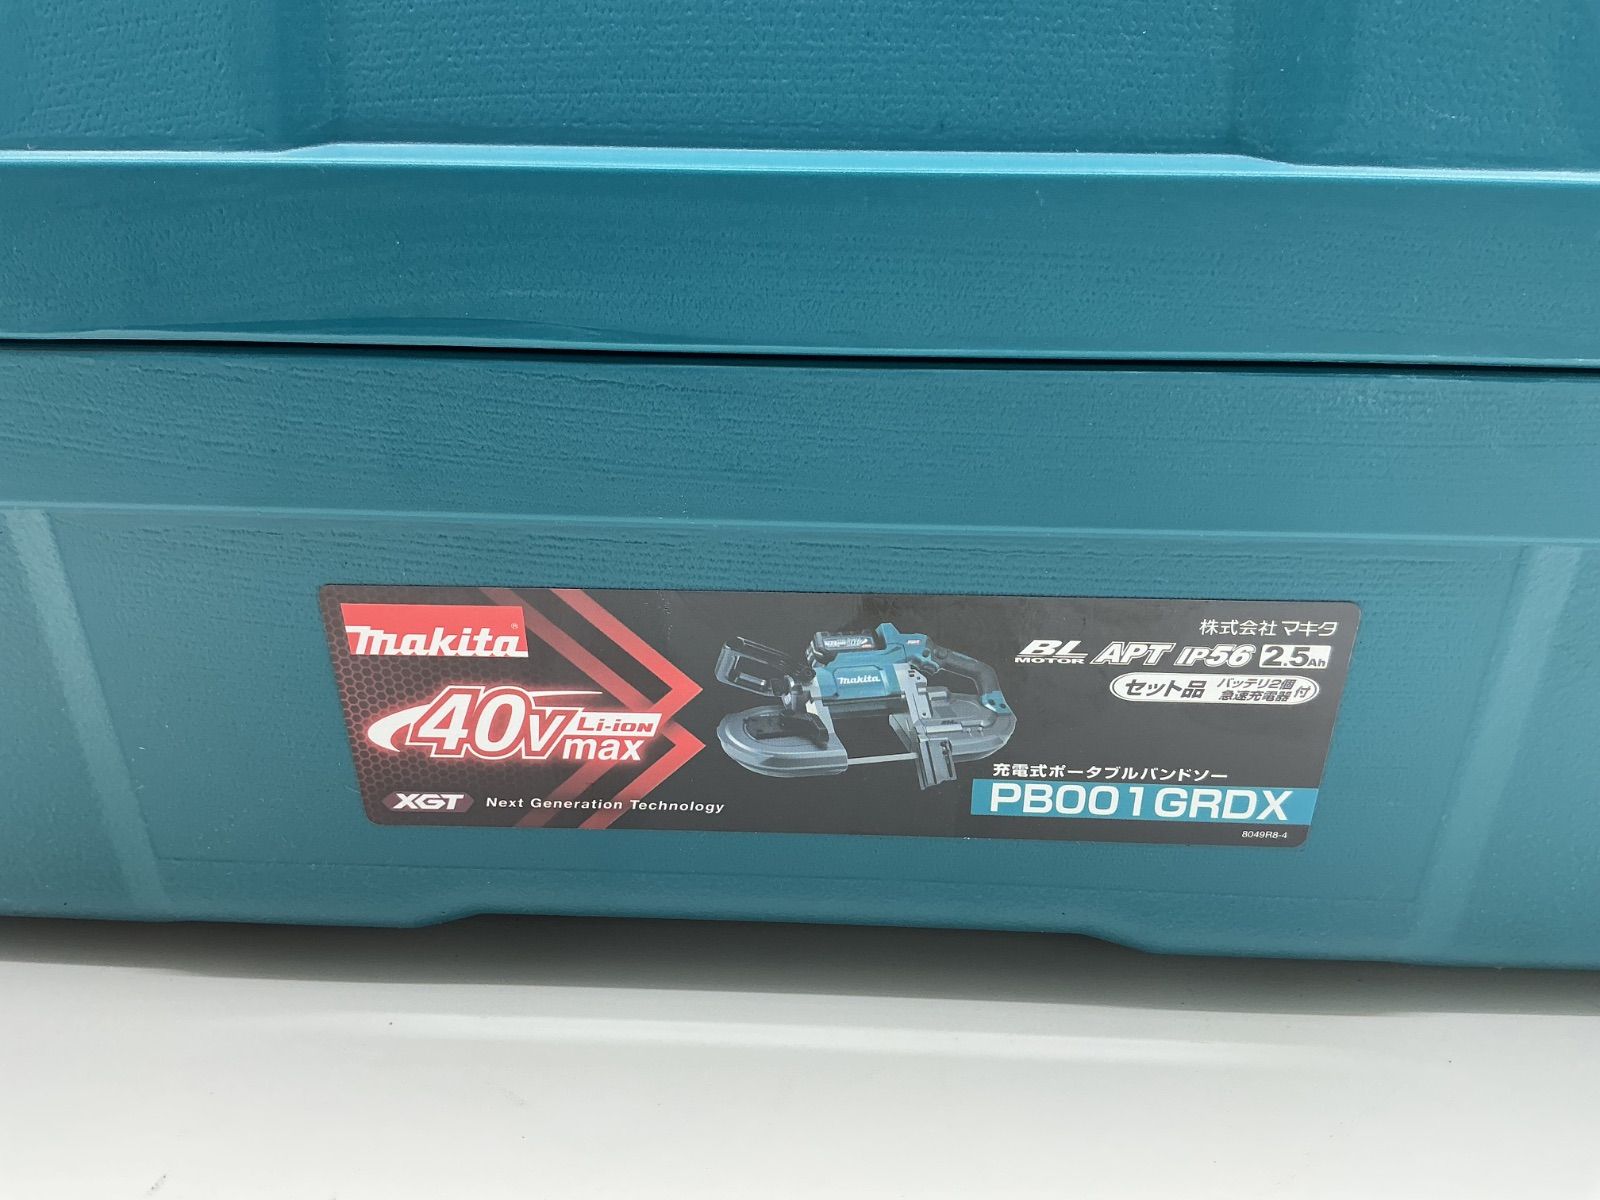 makita®
40Vmax Li-ion
XGT Next Generation Technology
makita
株式会社 マキタ
BL MOTOR APT IP56 2.5Ah
セット品 バッテリ2個 急速充電器 付
充電式ポータブルバンドソー
PB001GRDX
8049R8-4